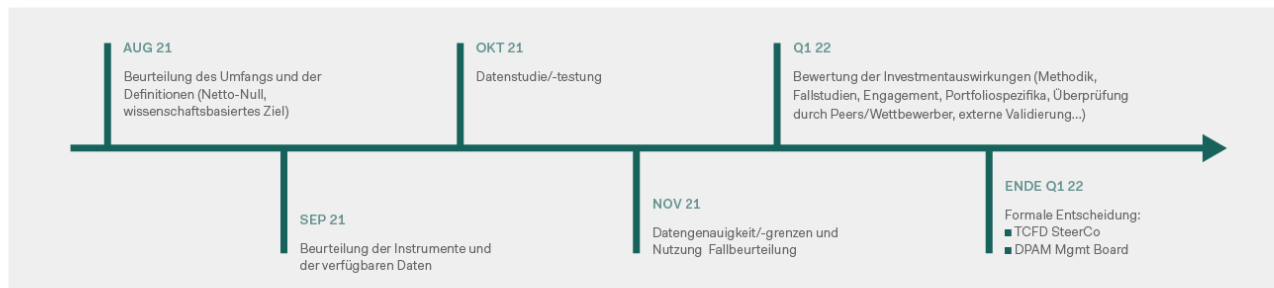 AUG 21
Beurteilung des Umfangs und der
Definitionen (Netto-Null,
wissenschaftsbasiertes Ziel)
SEP 21
Beurteilung der Instrumente und
der verfügbaren Daten
OKT 21
Datenstudie/-testung
NOV 21
Datengenauigkeit/-grenzen und
Nutzung Fallbeurteilung
Q1 22
Bewertung der Investmentauswirkungen (Methodik,
Fallstudien, Engagement, Portfoliospezifika, Überprüfung
durch Peers/Wettbewerber, externe Validierung...)
ENDE Q1 22
Formale Entscheidung:
■ TCFD SteerCo
■ DPAM Mgmt Board